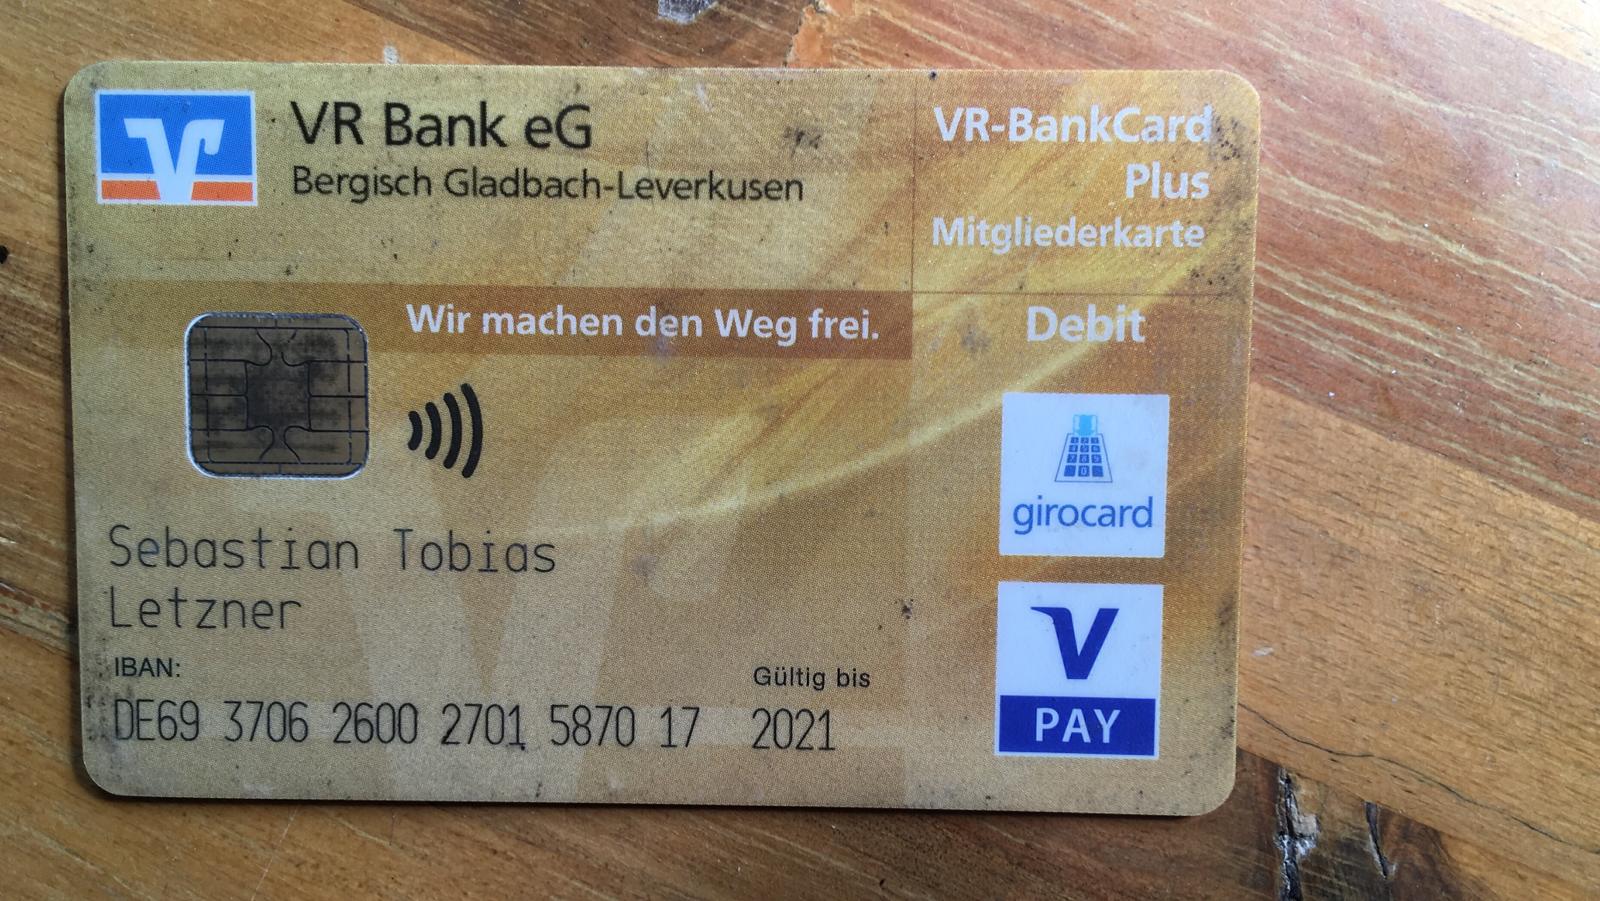 VR Bank eG
Bergisch Gladbach-Leverkusen
VR-BankCard
Plus
Mitgliederkarte
Wir machen den Weg frei.
Debit
girocard
Sebastian Tobias
Letzner
IBAN:
DE69 3706 2600 2701 5870 17
Gültig bis
2021
V
PAY